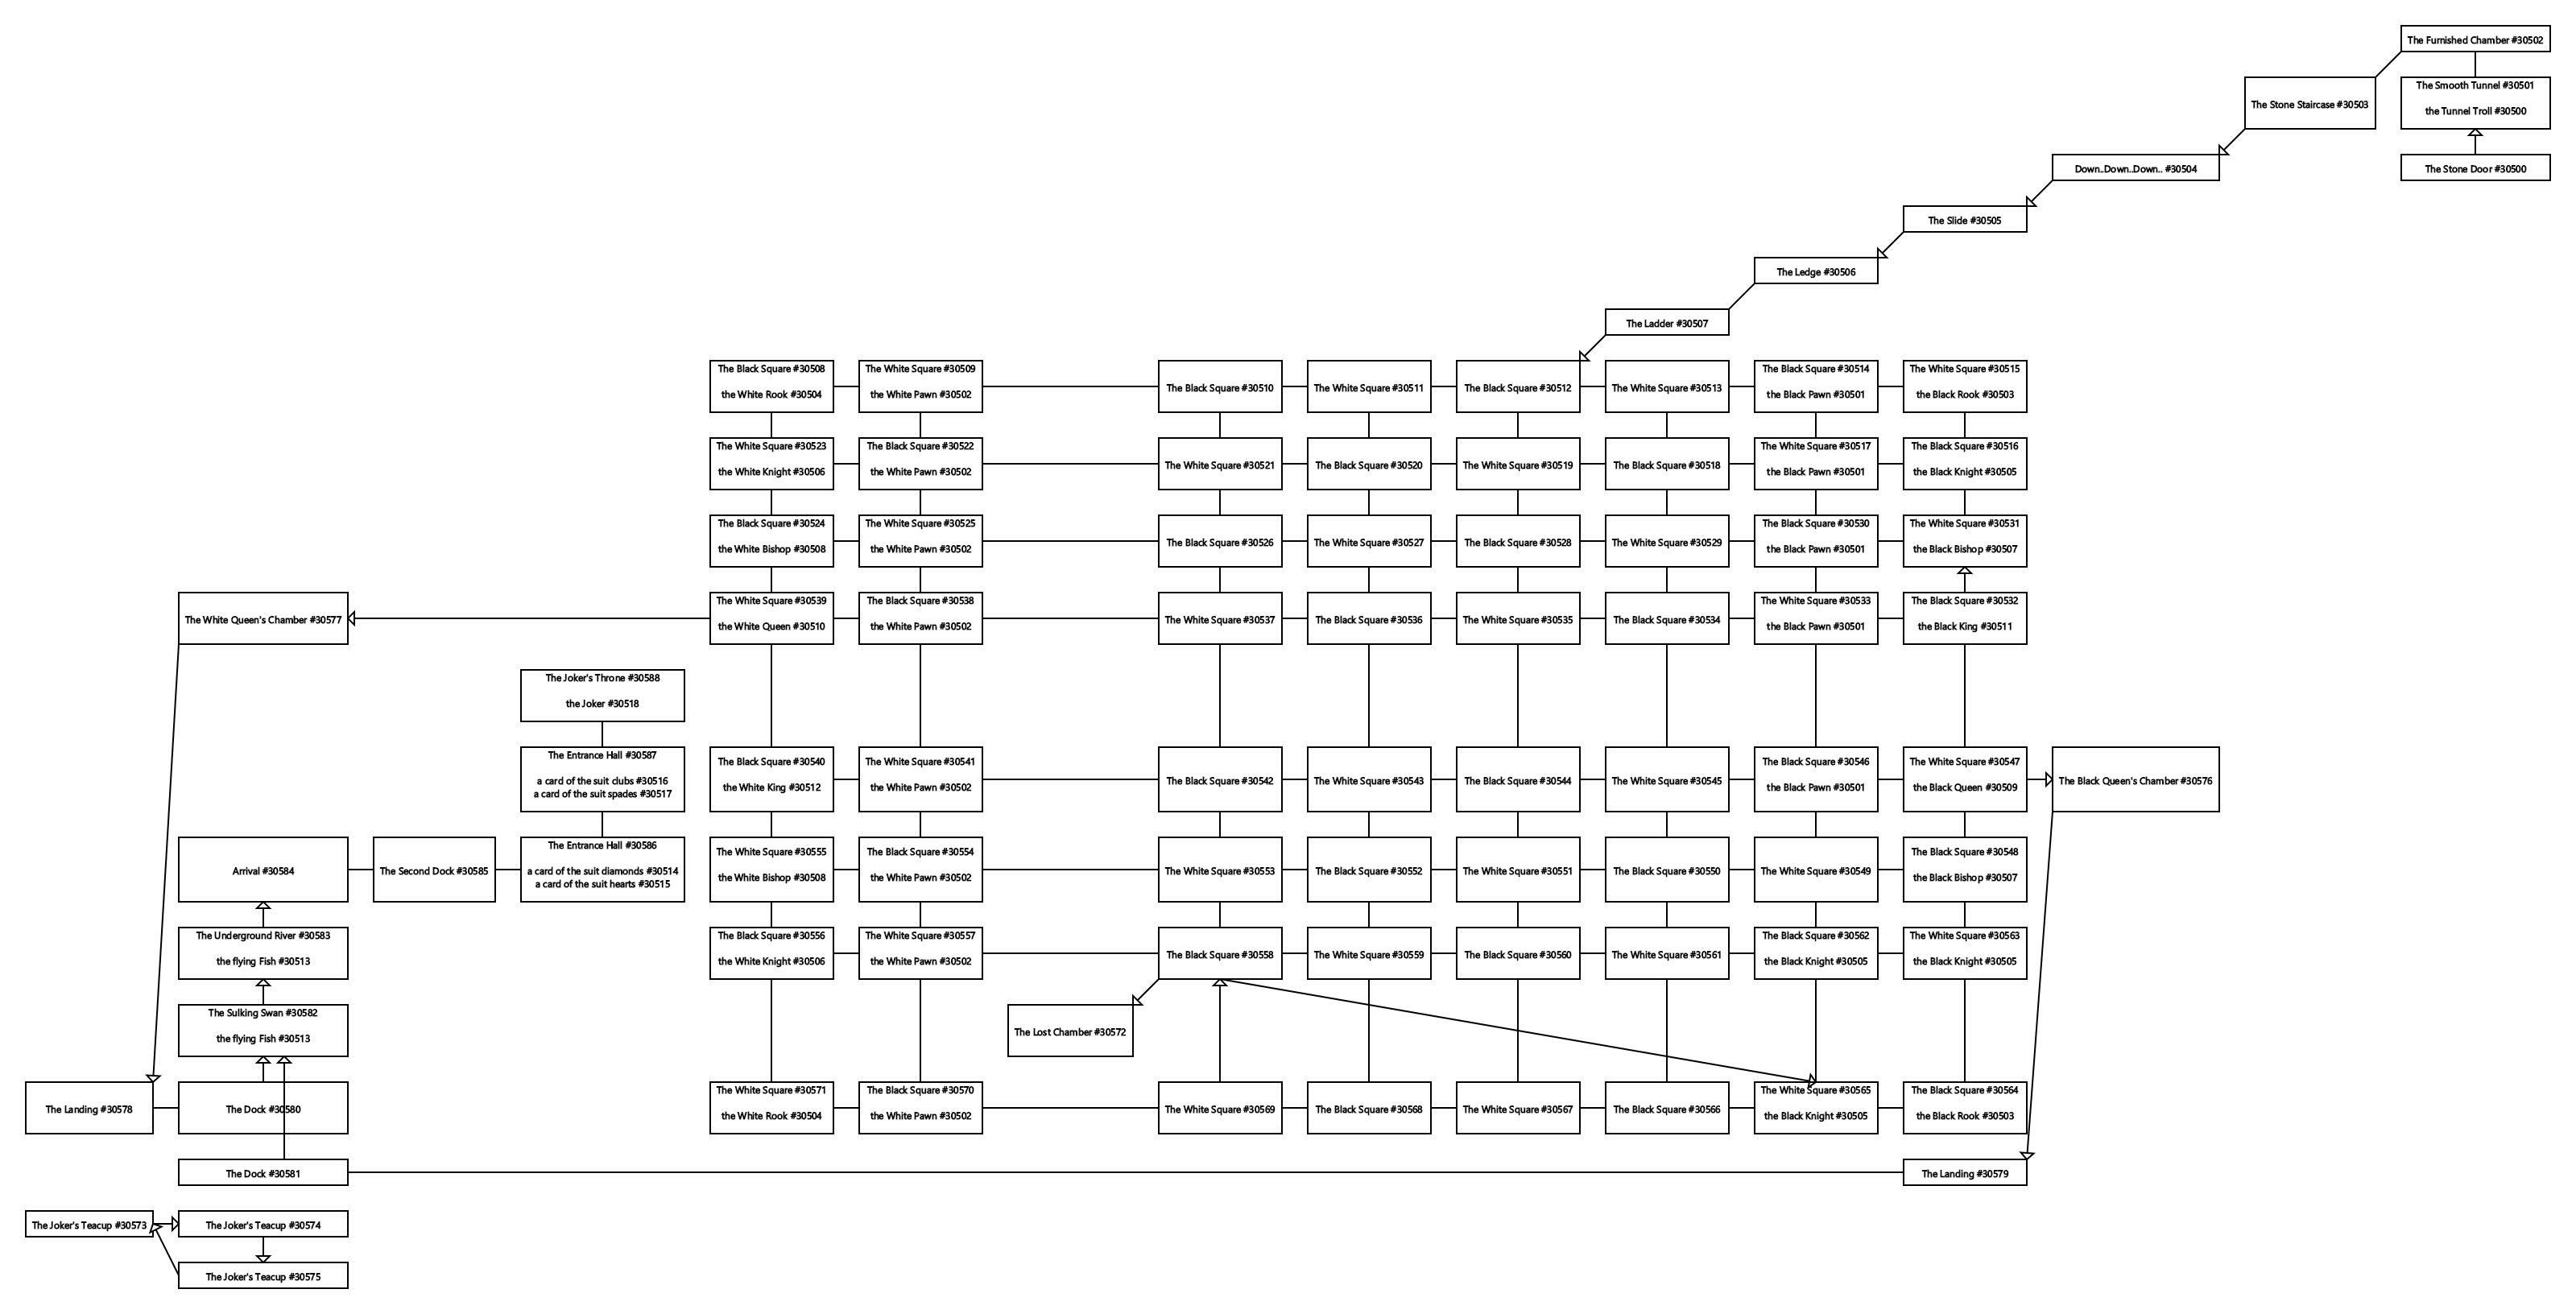 The Furnished Chamber #30502
The Stone Staircase #30503
The Smooth Tunnel #30501
the Tunnel Troll #30500
Down..Down..Down.. #30504
The Stone Door #30500
The Slide #30505
The Ledge #30506
The Ladder #30507
The Black Square #30508
the White Rook #30504
The White Square #30509
the White Pawn #30502
The Black Square #30510
The White Square #30511
The Black Square #30512
The White Square #30513
The Black Square #30514
the Black Pawn #30501
The White Square #30515
the Black Rook #30503
The White Square #30523
the White Knight #30506
The Black Square #30522
the White Pawn #30502
The White Square #30521
The Black Square #30520
The White Square #30519
The Black Square #30518
The White Square #30517
the Black Pawn #30501
The Black Square #30516
the Black Knight #30505
The Black Square #30524
the White Bishop #30508
The White Square #30525
the White Pawn #30502
The Black Square #30526
The White Square #30527
The Black Square #30528
The White Square #30529
The Black Square #30530
the Black Pawn #30501
The White Square #30531
the Black Bishop #30507
The White Queen's Chamber #30577
The White Square #30539
the White Queen #30510
The Black Square #30538
the White Pawn #30502
The White Square #30537
The Black Square #30536
The White Square #30535
The Black Square #30534
The White Square #30533
the Black Pawn #30501
The Black Square #30532
the Black King #30511
The Joker's Throne #30588
the Joker #30518
The Entrance Hall #30587
a card of the suit clubs #30516
a card of the suit spades #30517
The Black Square #30540
the White King #30512
The White Square #30541
the White Pawn #30502
The Black Square #30542
The White Square #30543
The Black Square #30544
The White Square #30545
The Black Square #30546
the Black Pawn #30501
The White Square #30547
the Black Queen #30509
The Black Queen's Chamber #30576
Arrival #30584
The Second Dock #30585
The Entrance Hall #30586
a card of the suit diamonds #30514
a card of the suit hearts #30515
The White Square #30555
the White Bishop #30508
The Black Square #30554
the White Pawn #30502
The White Square #30553
The Black Square #30552
The White Square #30551
The Black Square #30550
The White Square #30549
The Black Square #30548
the Black Bishop #30507
The Underground River #30583
the flying Fish #30513
The Black Square #30556
the White Knight #30506
The White Square #30557
the White Pawn #30502
The Black Square #30558
The White Square #30559
The Black Square #30560
The White Square #30561
The Black Square #30562
the Black Knight #30505
The White Square #30563
the Black Knight #30505
The Sulking Swan #30582
the flying Fish #30513
The Lost Chamber #30572
The Landing #30578
The Dock #30580
The White Square #30571
the White Rook #30504
The Black Square #30570
the White Pawn #30502
The White Square #30569
The Black Square #30568
The White Square #30567
The Black Square #30566
The White Square #30565
the Black Knight #30505
The Black Square #30564
the Black Rook #30503
The Dock #30581
The Landing #30579
The Joker's Teacup #30573
The Joker's Teacup #30574
The Joker's Teacup #30575